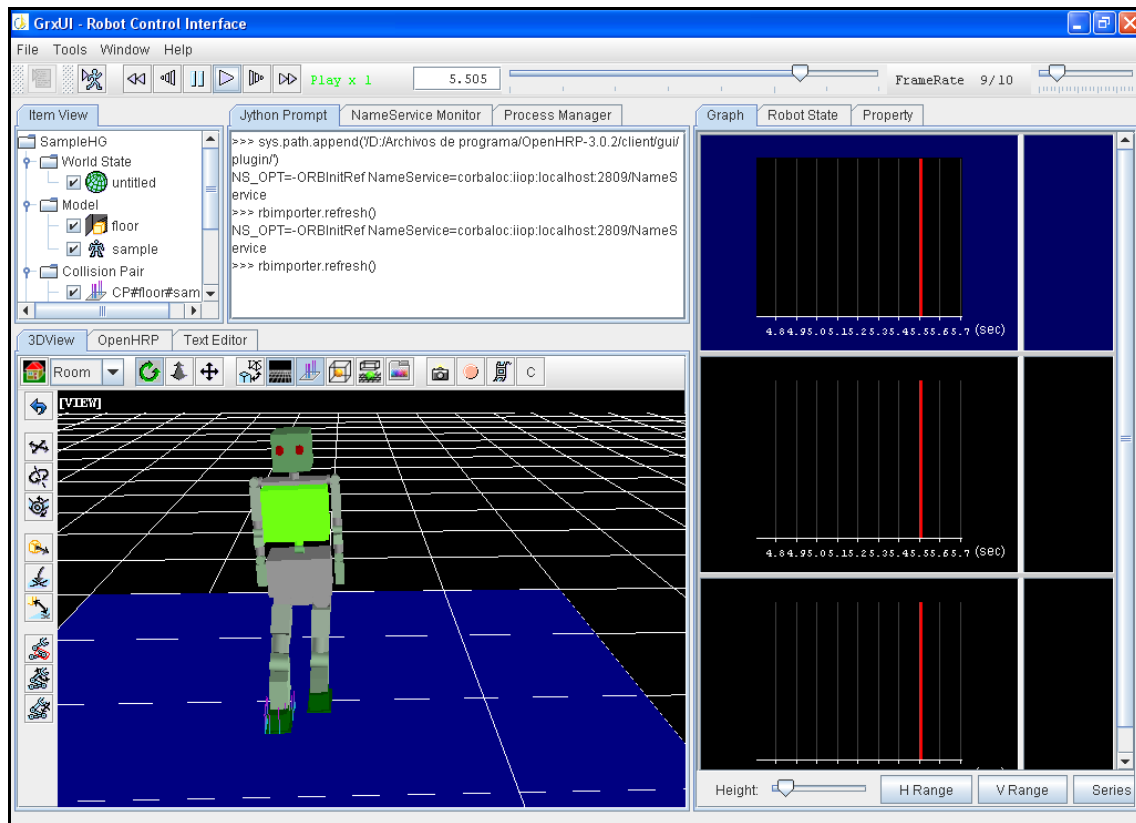 GrxUI - Robot Control Interface
File Tools Window Help
Play x 1 5.505 FrameRate 9/10
Item View
SampleHG
World State
untitled
Model
floor
sample
Collision Pair
CP#floor#sam
Jython Prompt NameService Monitor Process Manager
>>> sys.path.append('/D:/Archivos de programa/OpenHRP-3.0.2/client/gui/
plugin/')
NS_OPT=-ORBInitRef NameService=corbaloc:iiop:localhost:2809/NameS
ervice
>>> rbimporter.refresh()
NS_OPT=-ORBInitRef NameService=corbaloc:iiop:localhost:2809/NameS
ervice
>>> rbimporter.refresh()
3DView OpenHRP Text Editor
Room C
[VIEW]
Graph Robot State Property
4.84.95.05.15.25.35.45.55.65.7 (sec)
4.84.95.05.15.25.35.45.55.65.7 (sec)
Height: H Range V Range Series